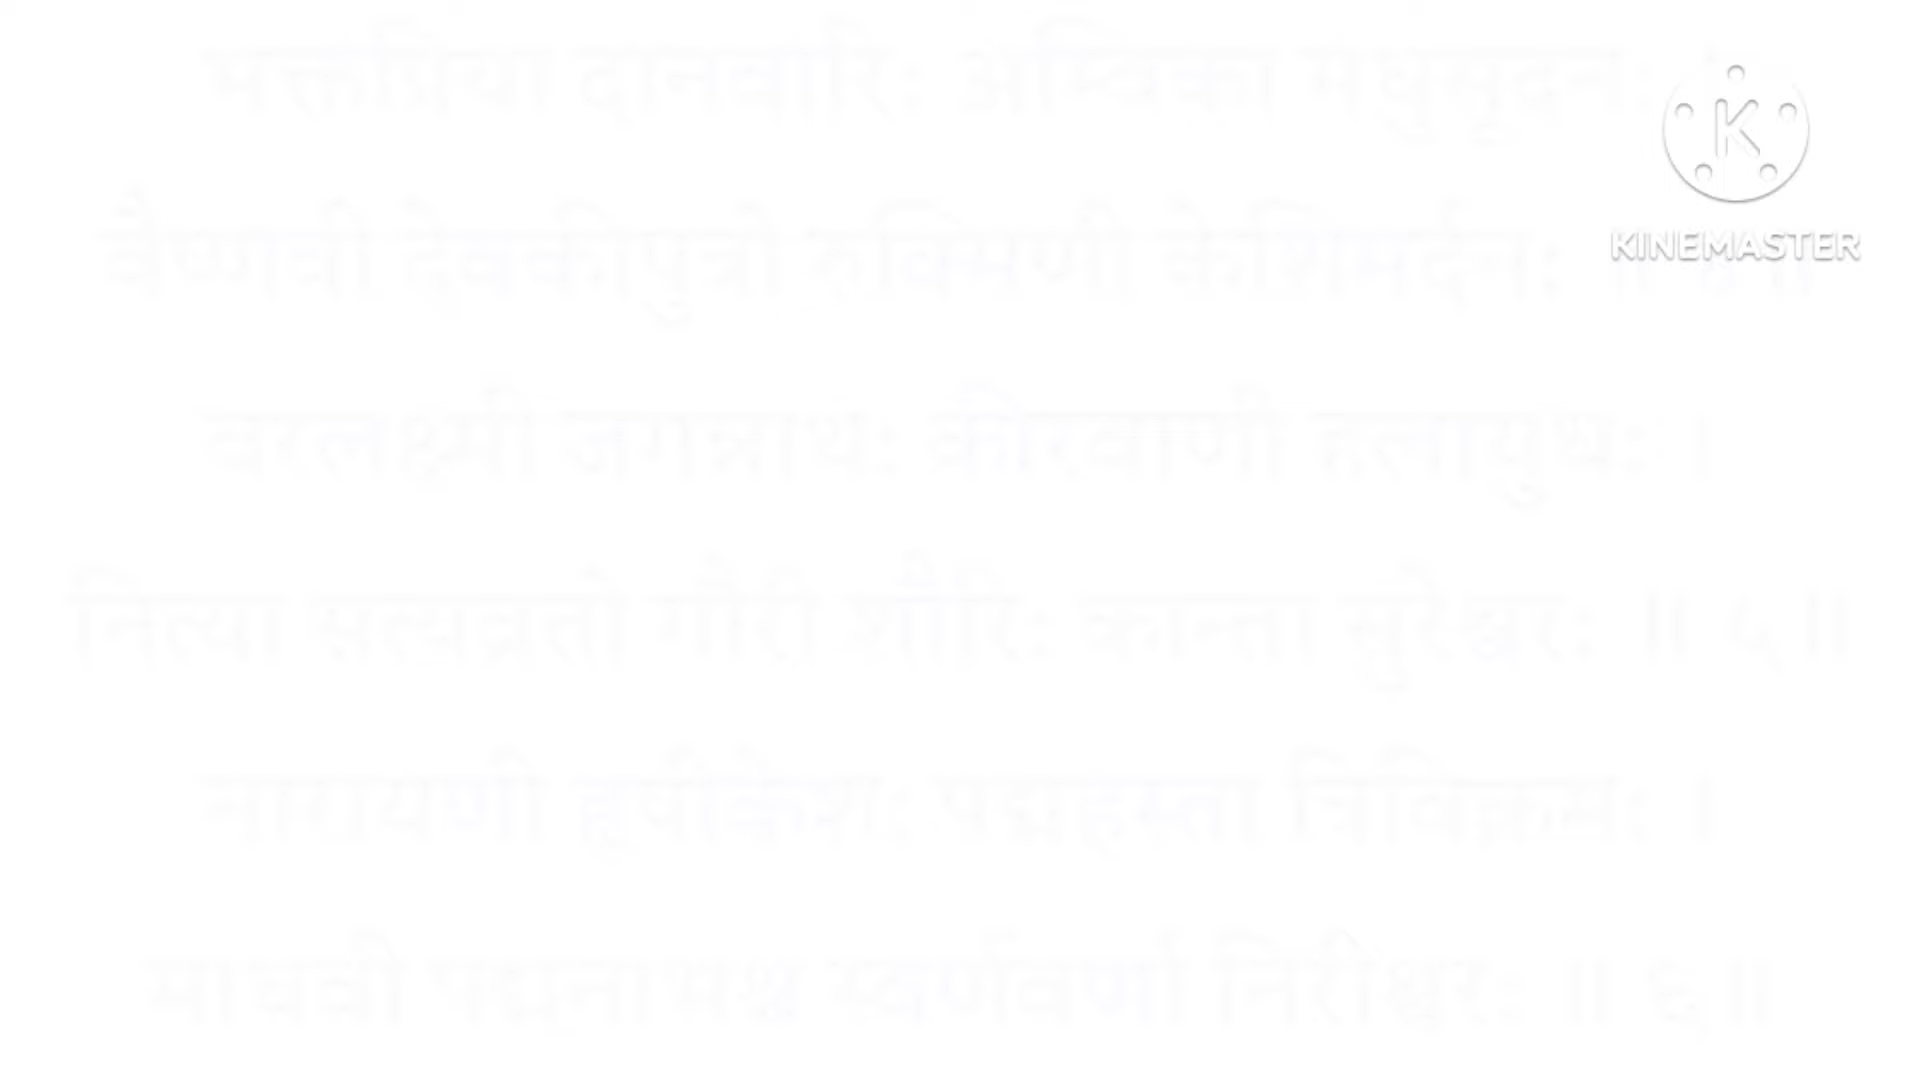 भक्तप्रिया दानवारिः अम्बिका मधुसूदनः ।
वैष्णवी देवकीपुत्रो रुक्मिणी केशिमर्दनः ॥ ४॥
वरलक्ष्मी जगन्नाथः कीरवाणी हलायुधः ।
नित्या सत्यव्रतो गौरी शौरिः कान्ता सुरेश्वरः ॥ ५॥
नारायणी हृषीकेशः पद्महस्ता त्रिविक्रमः ।
माधवी पद्मनाभश्च स्वर्णवर्णा निरीश्वरः ॥ ६॥
KINEMASTER